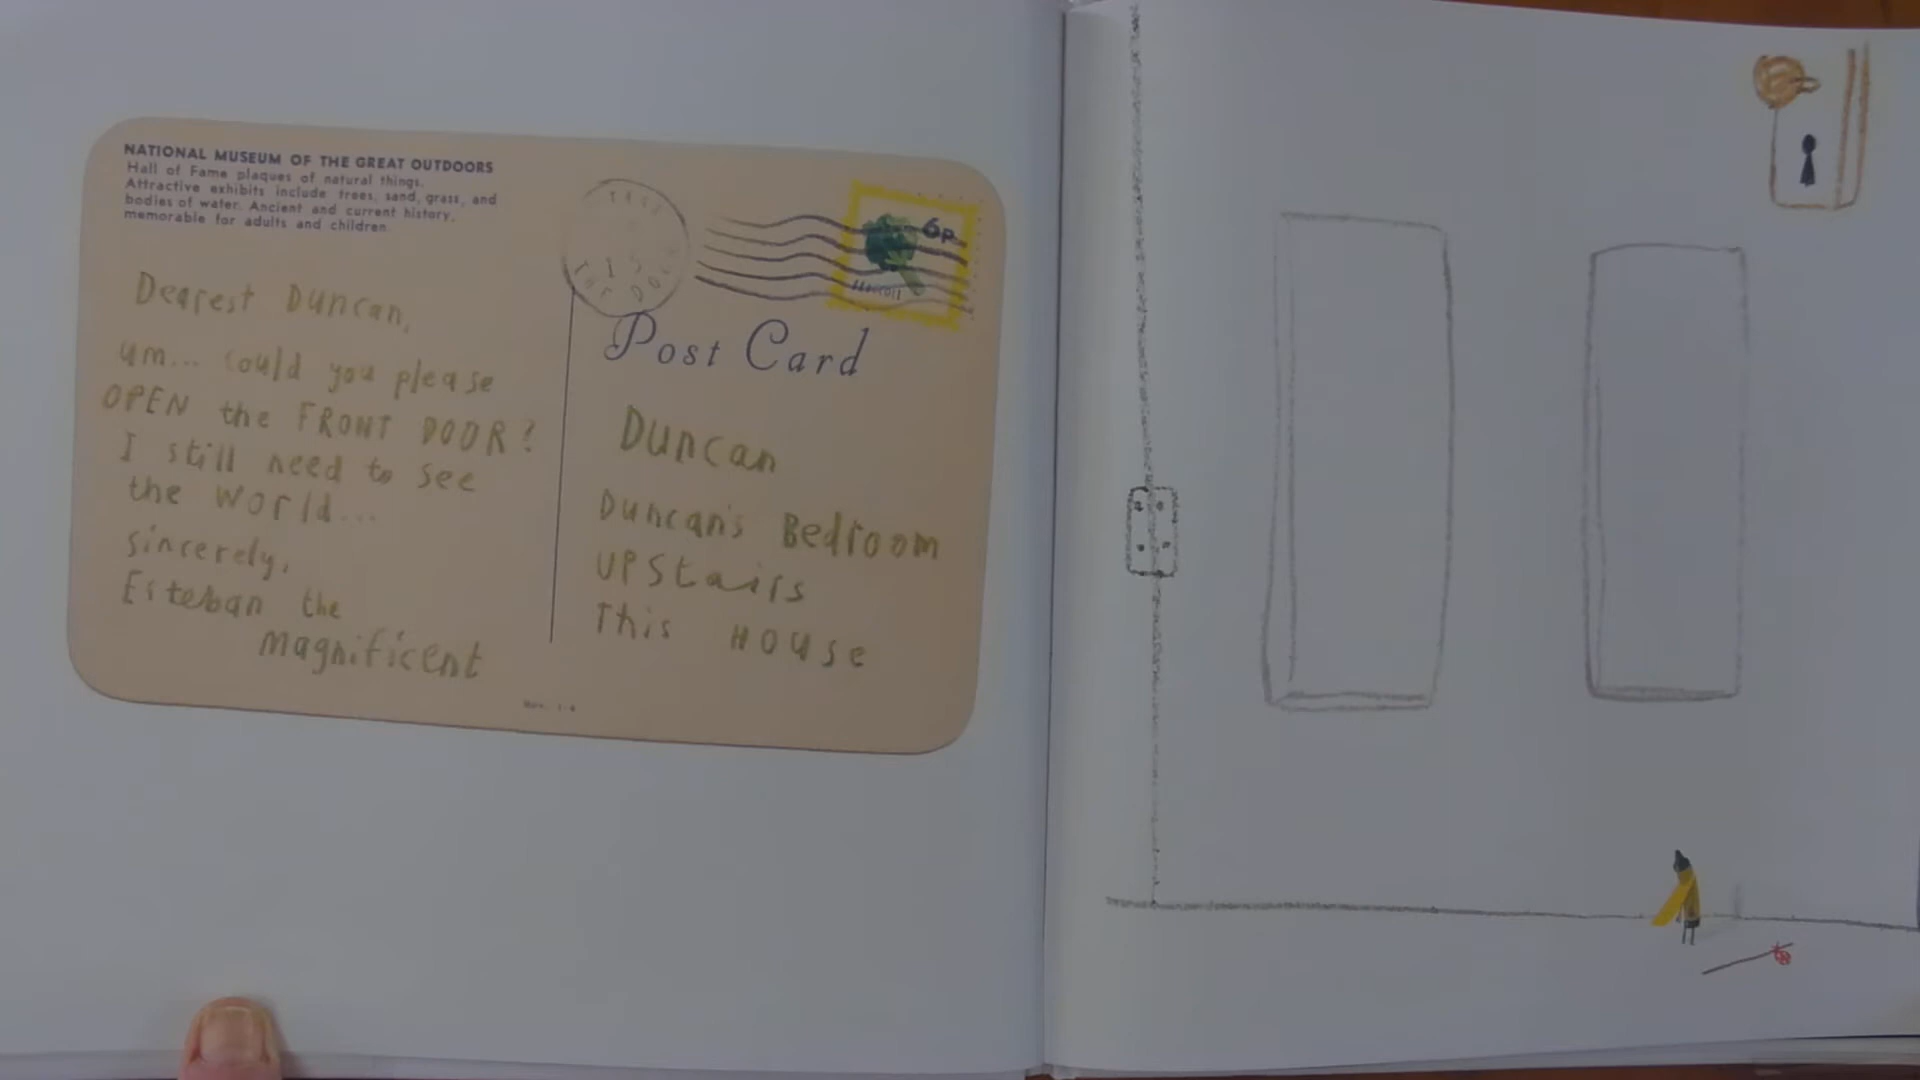 NATIONAL MUSEUM OF THE GREAT OUTDOORS
Hall of Fame plaques of natural things.
Attractive exhibits include trees, sand, grass, and
bodies of water. Ancient and current history,
memorable for adults and children.
Dearest Duncan,
um... could you please
OPEN the FRONT DOOR?
I still need to see
the world...
sincerely,
Esteban the
magnificent
6p
BROCCOLI
Post Card
Duncan
Duncan's Bedroom
UPStairs
This HOUSE